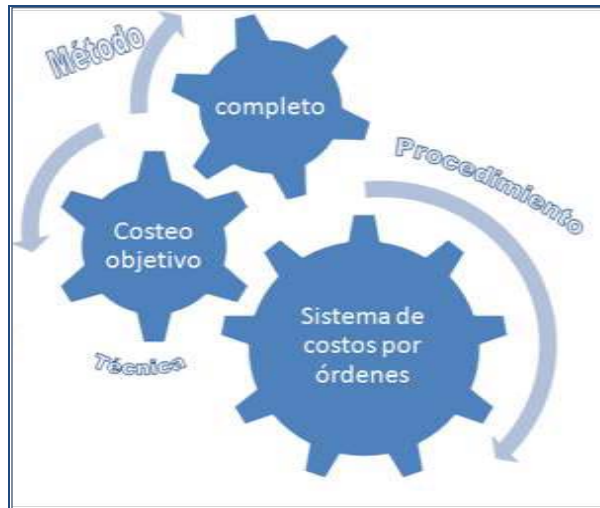 Método
completo
Procedimiento
Costeo
objetivo
Técnica
Sistema de
costos por
órdenes